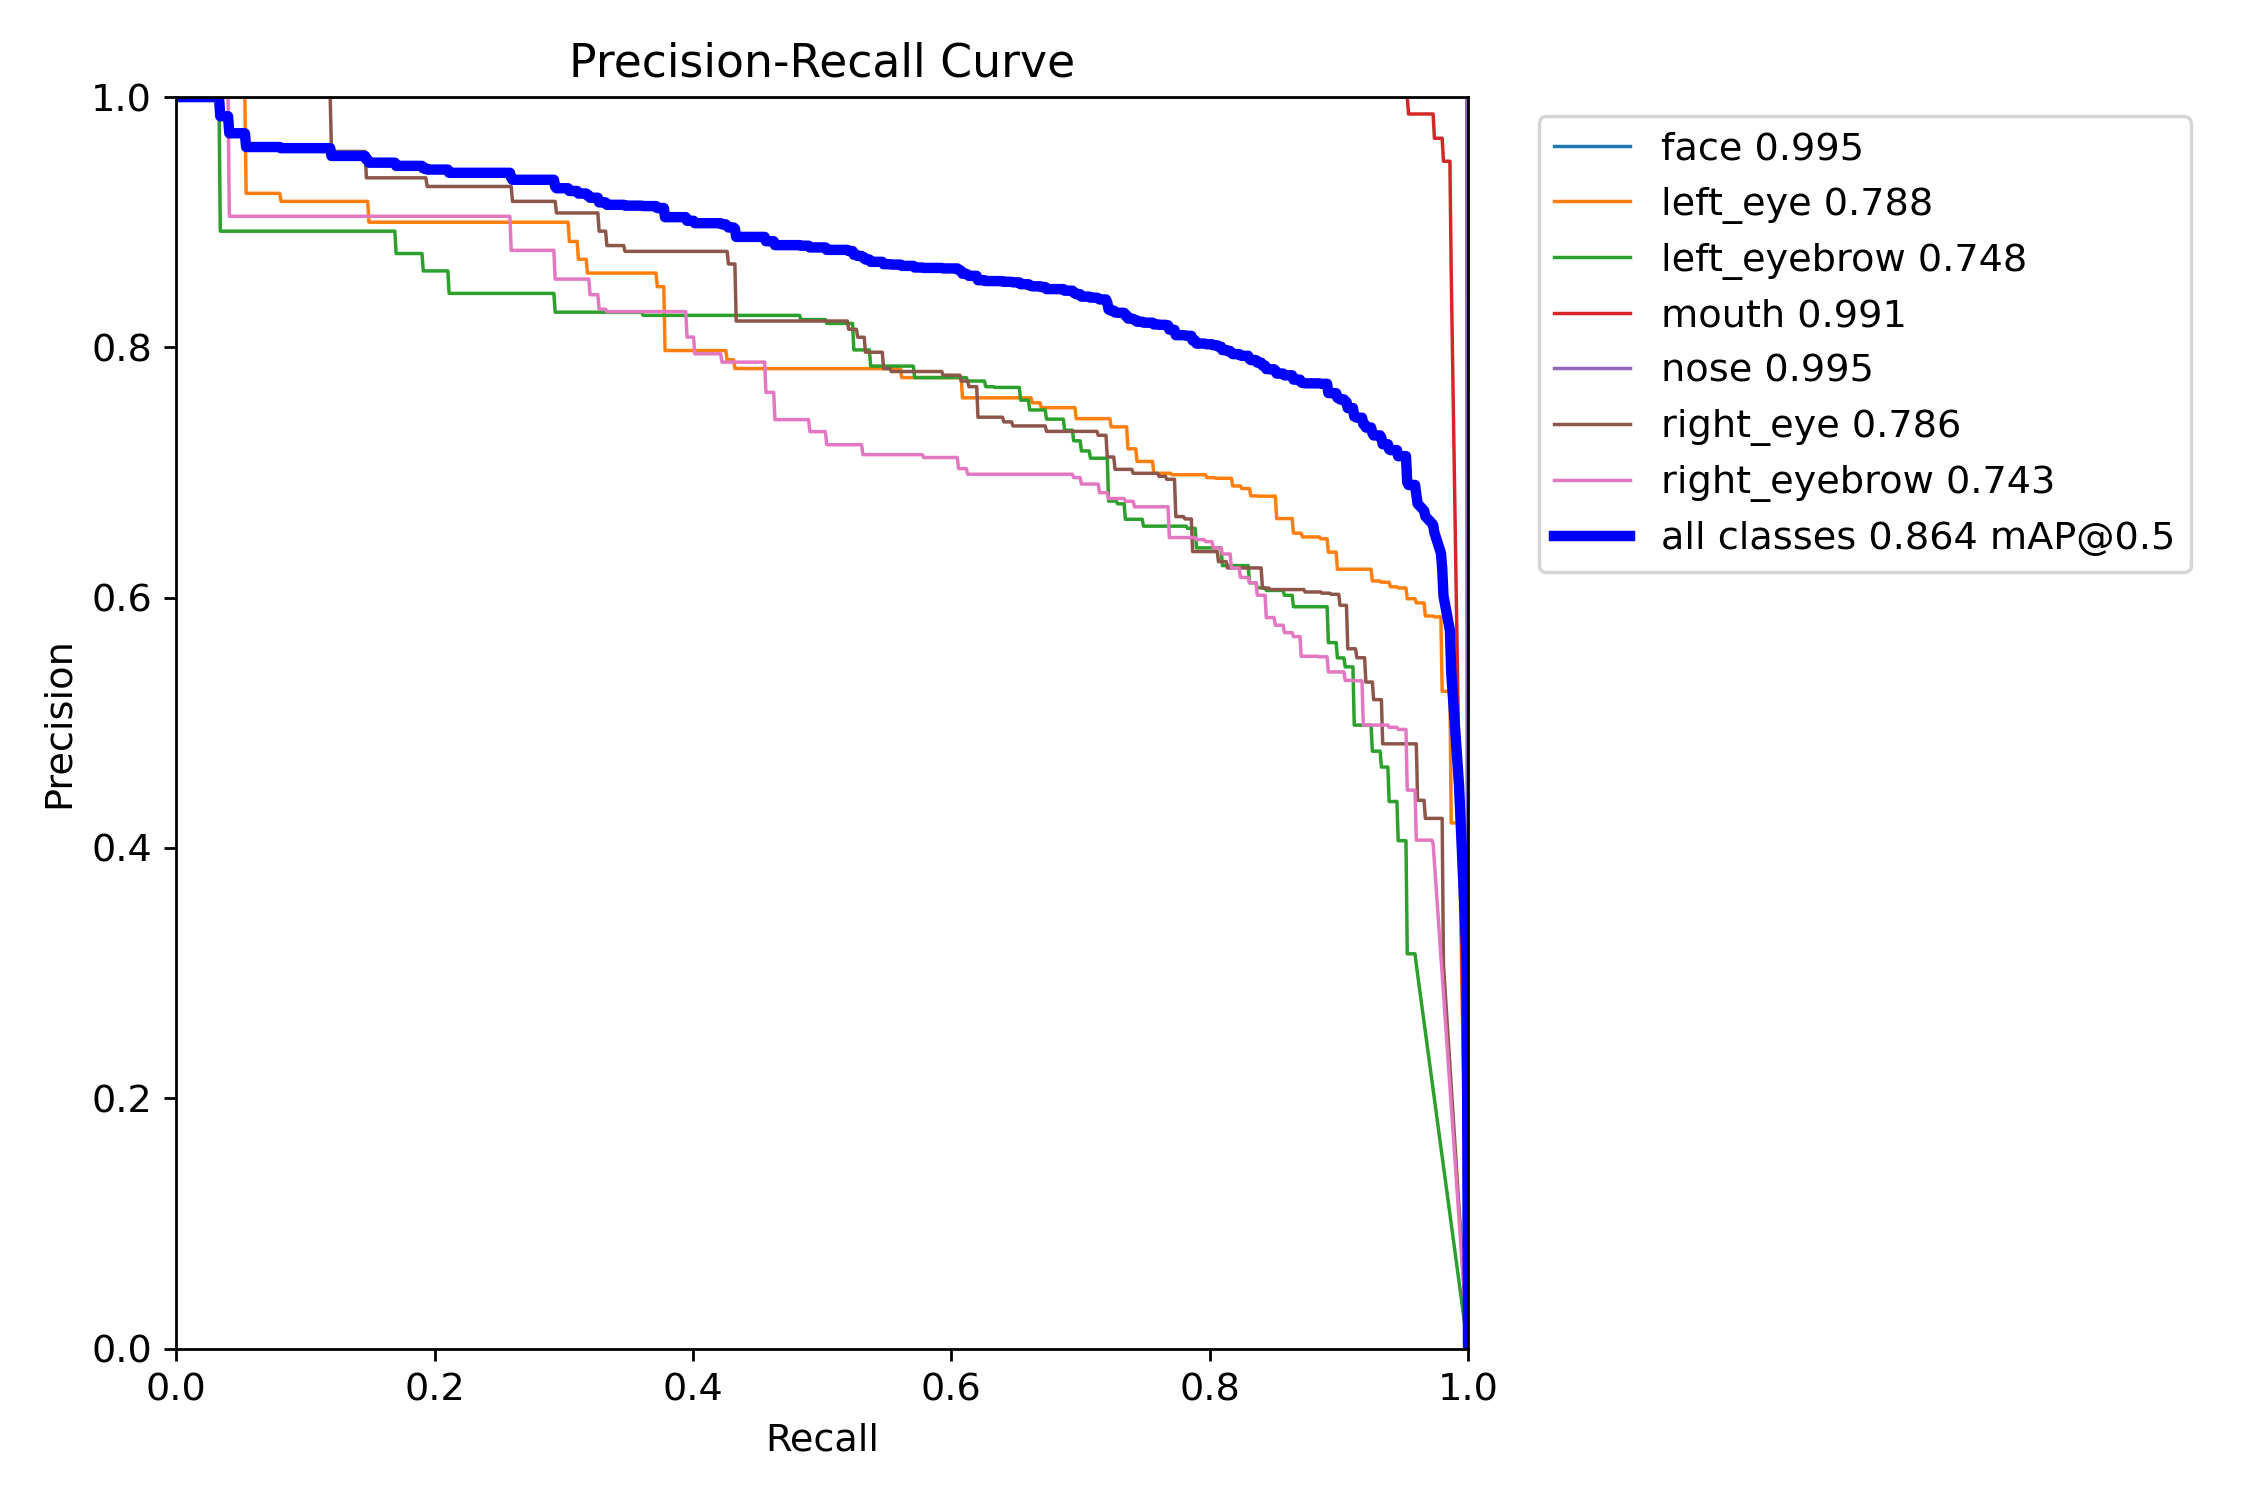 Precision-Recall Curve
1.0
0.8
0.6
0.4
0.2
0.0
Precision
0.0 0.2 0.4 0.6 0.8 1.0
Recall
face 0.995
left_eye 0.788
left_eyebrow 0.748
mouth 0.991
nose 0.995
right_eye 0.786
right_eyebrow 0.743
all classes 0.864 mAP@0.5